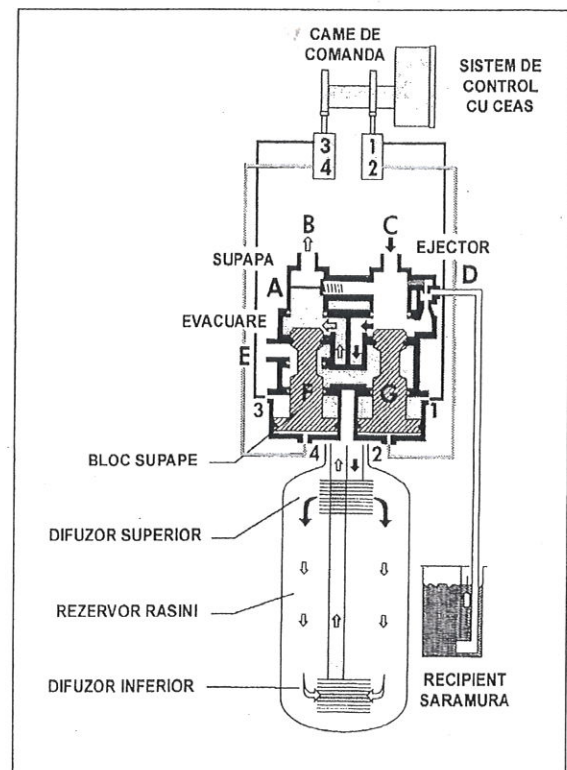 CAME DE
COMANDA
SISTEM DE
CONTROL
CU CEAS
3
4
1
2
B
C
SUPAPA
EJECTOR
A
D
EVACUARE
E
F
G
3
1
4
2
BLOC SUPAPE
DIFUZOR SUPERIOR
REZERVOR RASINI
DIFUZOR INFERIOR
RECIPIENT
SARAMURA